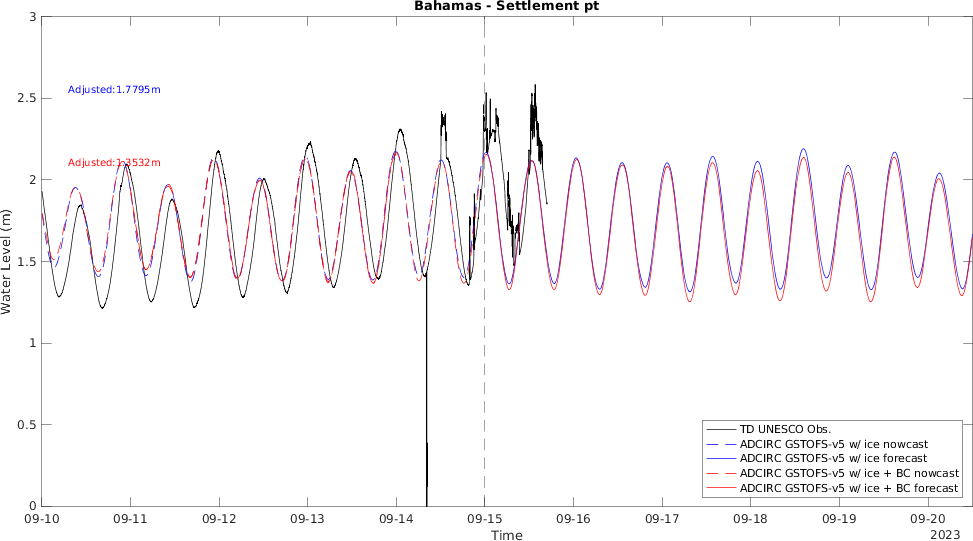 Bahamas - Settlement pt
3
2.5
2
1.5
1
0.5
0
Water Level (m)
Adjusted:1.7795m
Adjusted:1.3532m
TD UNESCO Obs.
ADCIRC GSTOFS-v5 w/ ice nowcast
ADCIRC GSTOFS-v5 w/ ice forecast
ADCIRC GSTOFS-v5 w/ ice + BC nowcast
ADCIRC GSTOFS-v5 w/ ice + BC forecast
09-10 09-11 09-12 09-13 09-14 09-15 09-16 09-17 09-18 09-19 09-20
Time
2023